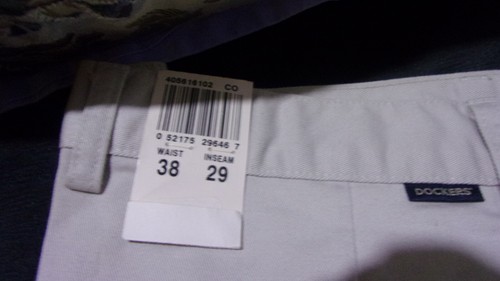 405616102 CO
0 52175 29646 7
WAIST INSEAM
38 29
DOCKERS